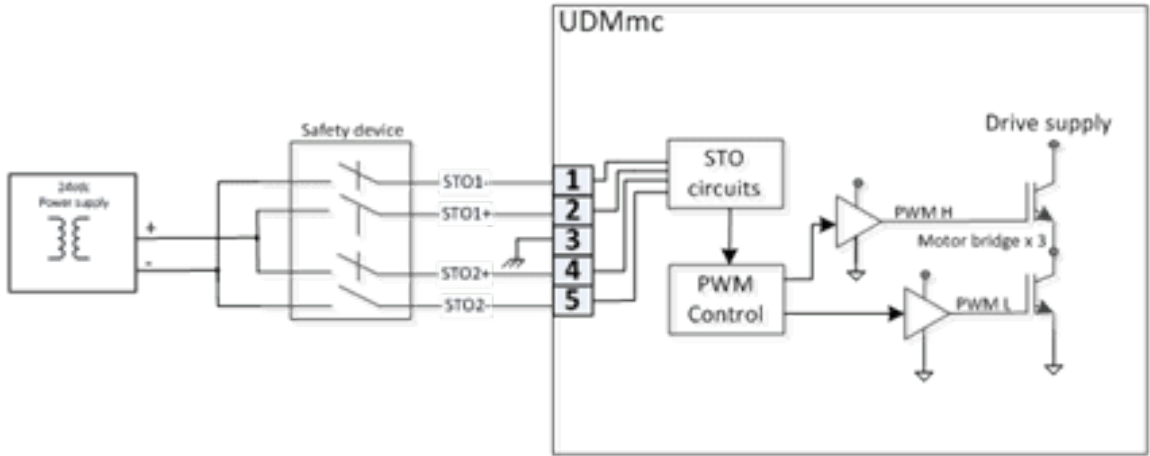 UDMmc
Safety device
Drive supply
24Vdc
Power supply
+
-
STO1-
STO1+
STO2+
STO2-
1
2
3
4
5
STO
circuits
PWM
Control
PWM H
Motor bridge x 3
PWM L